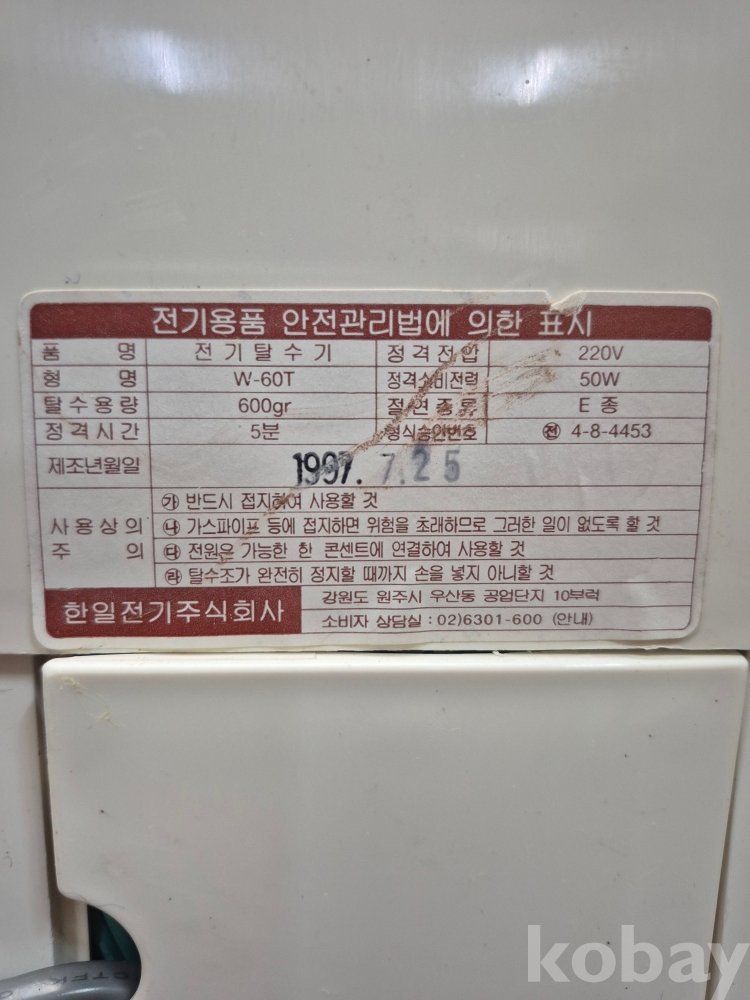 전기용품 안전관리법에 의한 표시
품 명 전기탈수기 정격전압 220V
형 명 W-60T 정격소비전력 50W
탈수용량 600gr 절연종류 E 종
정격시간 5분 형식승인번호 전 4-8-4453
제조년월일 1997. 7. 25
㉮ 반드시 접지하여 사용할 것
사용상의 ㉯ 가스파이프 등에 접지하면 위험을 초래하므로 그러한 일이 없도록 할 것
주 의 ㉰ 전원은 가능한 한 콘센트에 연결하여 사용할 것
㉱ 탈수조가 완전히 정지할 때까지 손을 넣지 아니할 것
한일전기주식회사 강원도 원주시 우산동 공업단지 10부럭
소비자 상담실 : 02)6301-600 (안내)
kobay